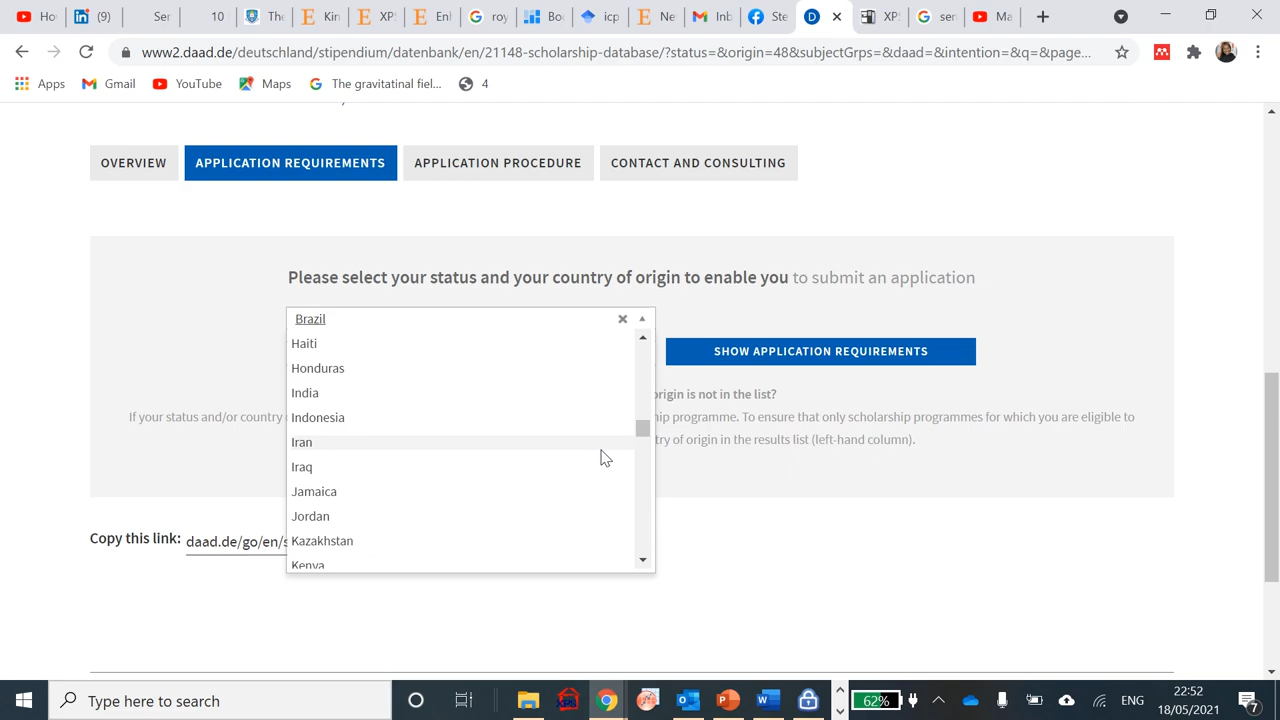 Ho
(9)
Ser
10
The
Kin
XPS
Enl
roy
Bo
icp
Ne
Inb
Ste
D
XPS
ser
Ma
www2.daad.de/deutschland/stipendium/datenbank/en/21148-scholarship-database/?status=&origin=48&subjectGrps=&daad=&intention=&q=&page...
Apps
Gmail
YouTube
Maps
The gravitatinal fiel...
4
OVERVIEW
APPLICATION REQUIREMENTS
APPLICATION PROCEDURE
CONTACT AND CONSULTING
Please select your status and your country of origin to enable you to submit an application
Brazil
Haiti
Honduras
India
Indonesia
Iran
Iraq
Jamaica
Jordan
Kazakhstan
Kenya
SHOW APPLICATION REQUIREMENTS
origin is not in the list?
If your status and/or country ship programme. To ensure that only scholarship programmes for which you are eligible to
try of origin in the results list (left-hand column).
Copy this link: daad.de/go/en/s
Type here to search
62%
ENG
22:52
18/05/2021
7